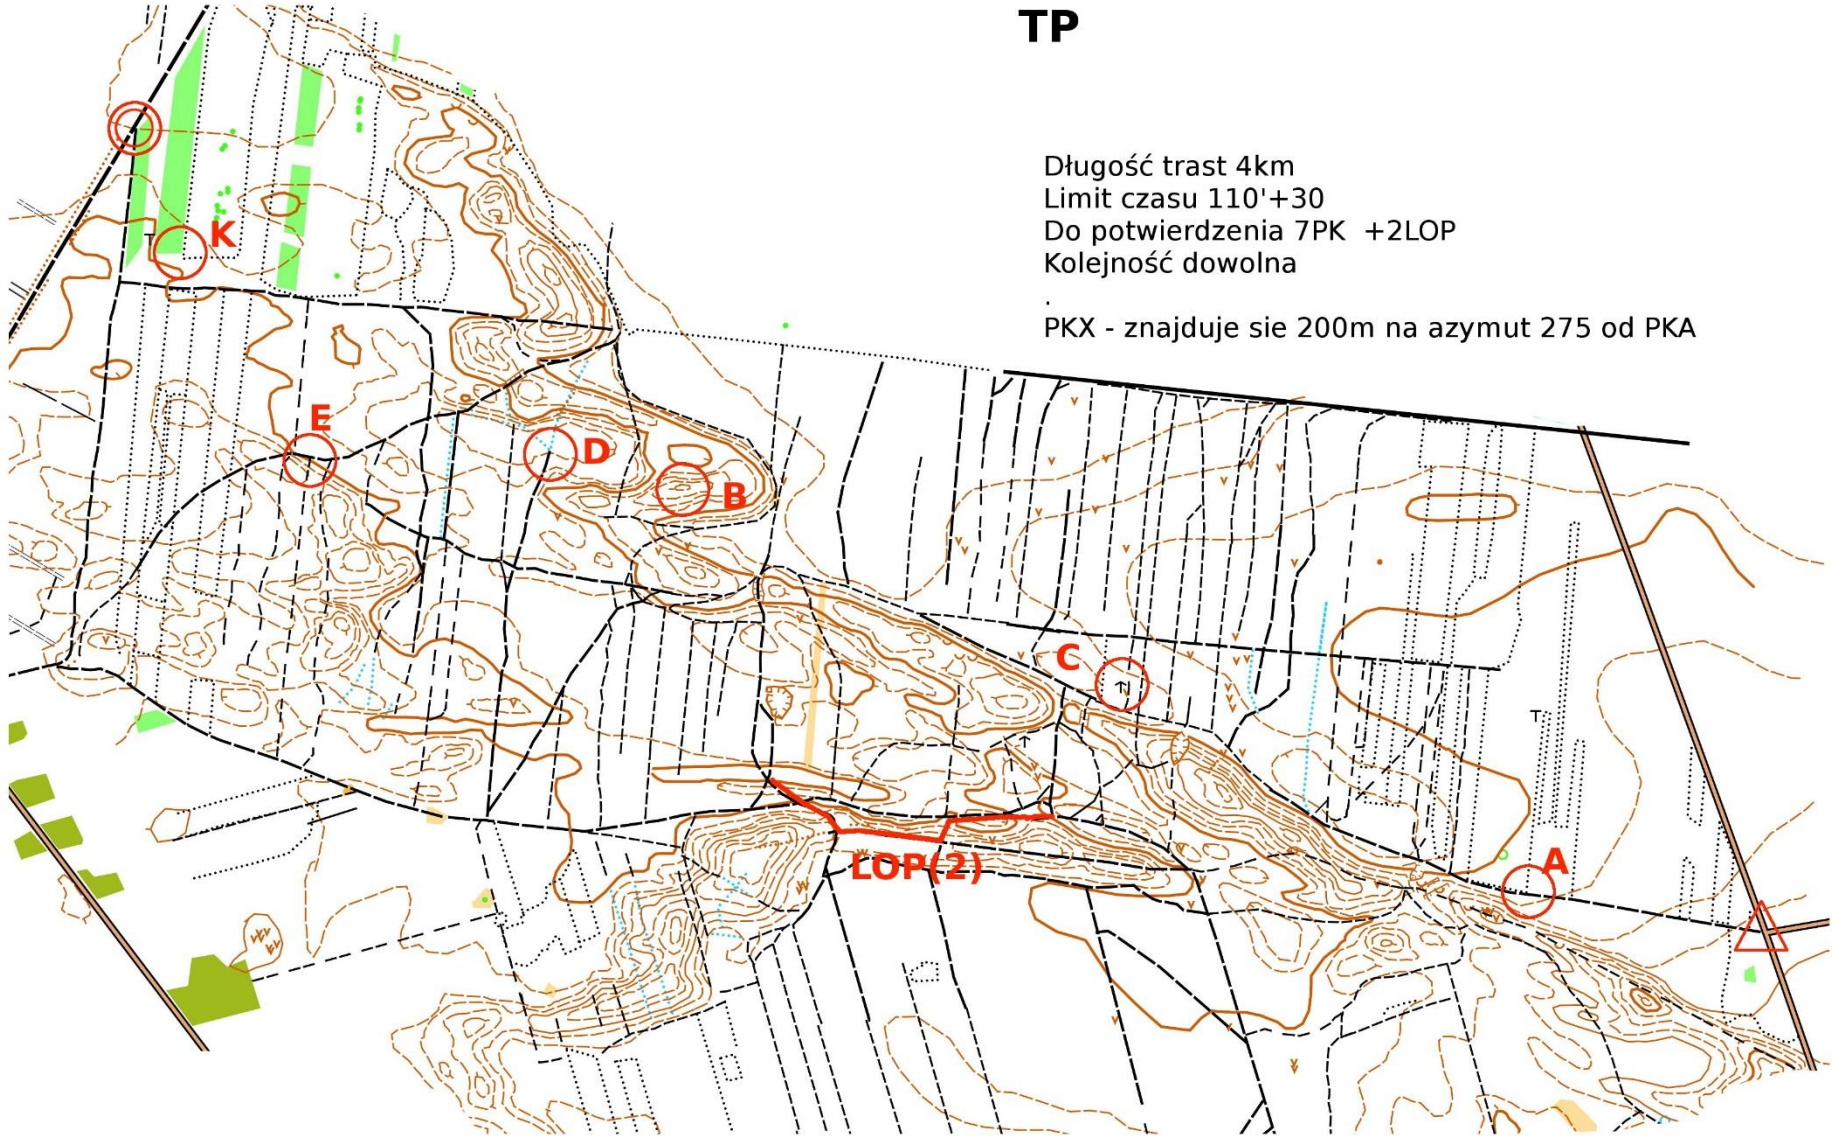 TP
Długość trast 4km
Limit czasu 110'+30
Do potwierdzenia 7PK +2LOP
Kolejność dowolna
.
PKX - znajduje sie 200m na azymut 275 od PKA
K
E
D
B
C
LOP(2)
A